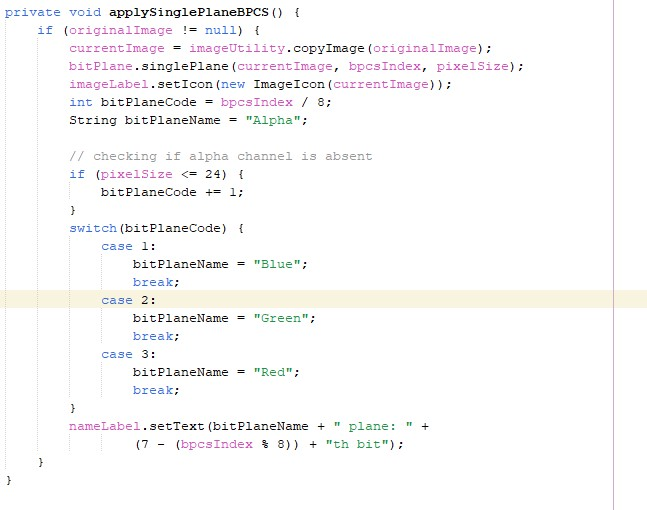 private void applySinglePlaneBPCS() {
    if (originalImage != null) {
        currentImage = imageUtility.copyImage(originalImage);
        bitPlane.singlePlane(currentImage, bpcsIndex, pixelSize);
        imageLabel.setIcon(new ImageIcon(currentImage));
        int bitPlaneCode = bpcsIndex / 8;
        String bitPlaneName = "Alpha";

        // checking if alpha channel is absent
        if (pixelSize <= 24) {
            bitPlaneCode += 1;
        }
        switch(bitPlaneCode) {
            case 1:
                bitPlaneName = "Blue";
                break;
            case 2:
                bitPlaneName = "Green";
                break;
            case 3:
                bitPlaneName = "Red";
                break;
        }
        nameLabel.setText(bitPlaneName + " plane: " +
                (7 - (bpcsIndex % 8)) + "th bit");
    }
}